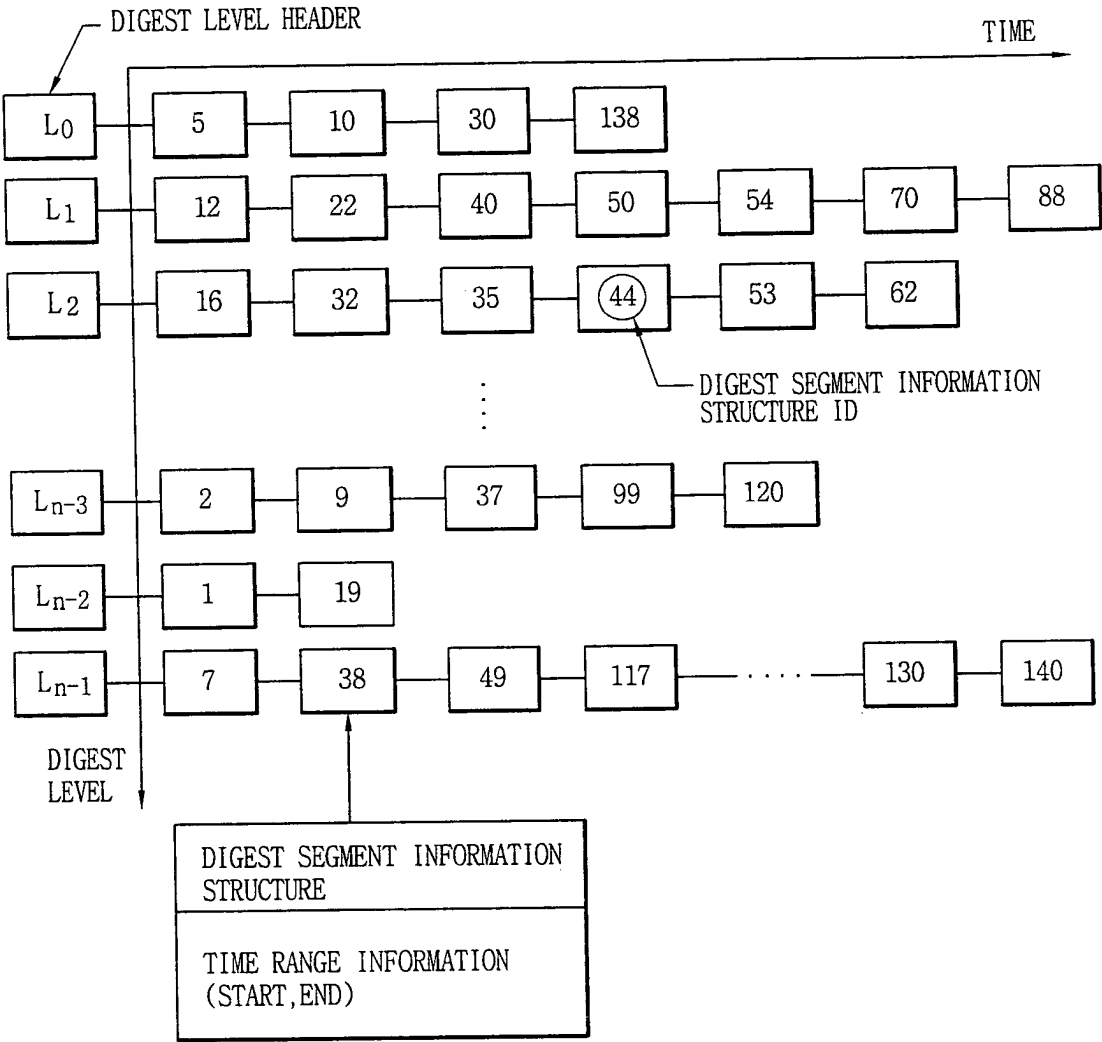 DIGEST LEVEL HEADER
TIME
L0 5 10 30 138
L1 12 22 40 50 54 70 88
L2 16 32 35 44 53 62
DIGEST SEGMENT INFORMATION
STRUCTURE ID
Ln-3 2 9 37 99 120
Ln-2 1 19
Ln-1 7 38 49 117 ···· 130 140
DIGEST
LEVEL
DIGEST SEGMENT INFORMATION
STRUCTURE
TIME RANGE INFORMATION
(START,END)